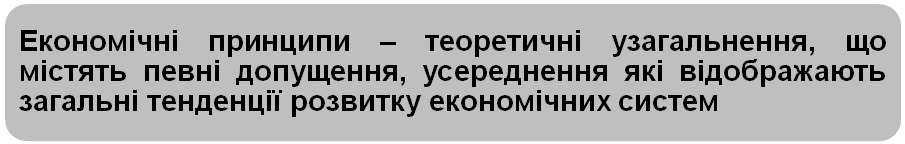 Економічні принципи – теоретичні узагальнення, що
містять певні допущення, усереднення які відображають
загальні тенденції розвитку економічних систем